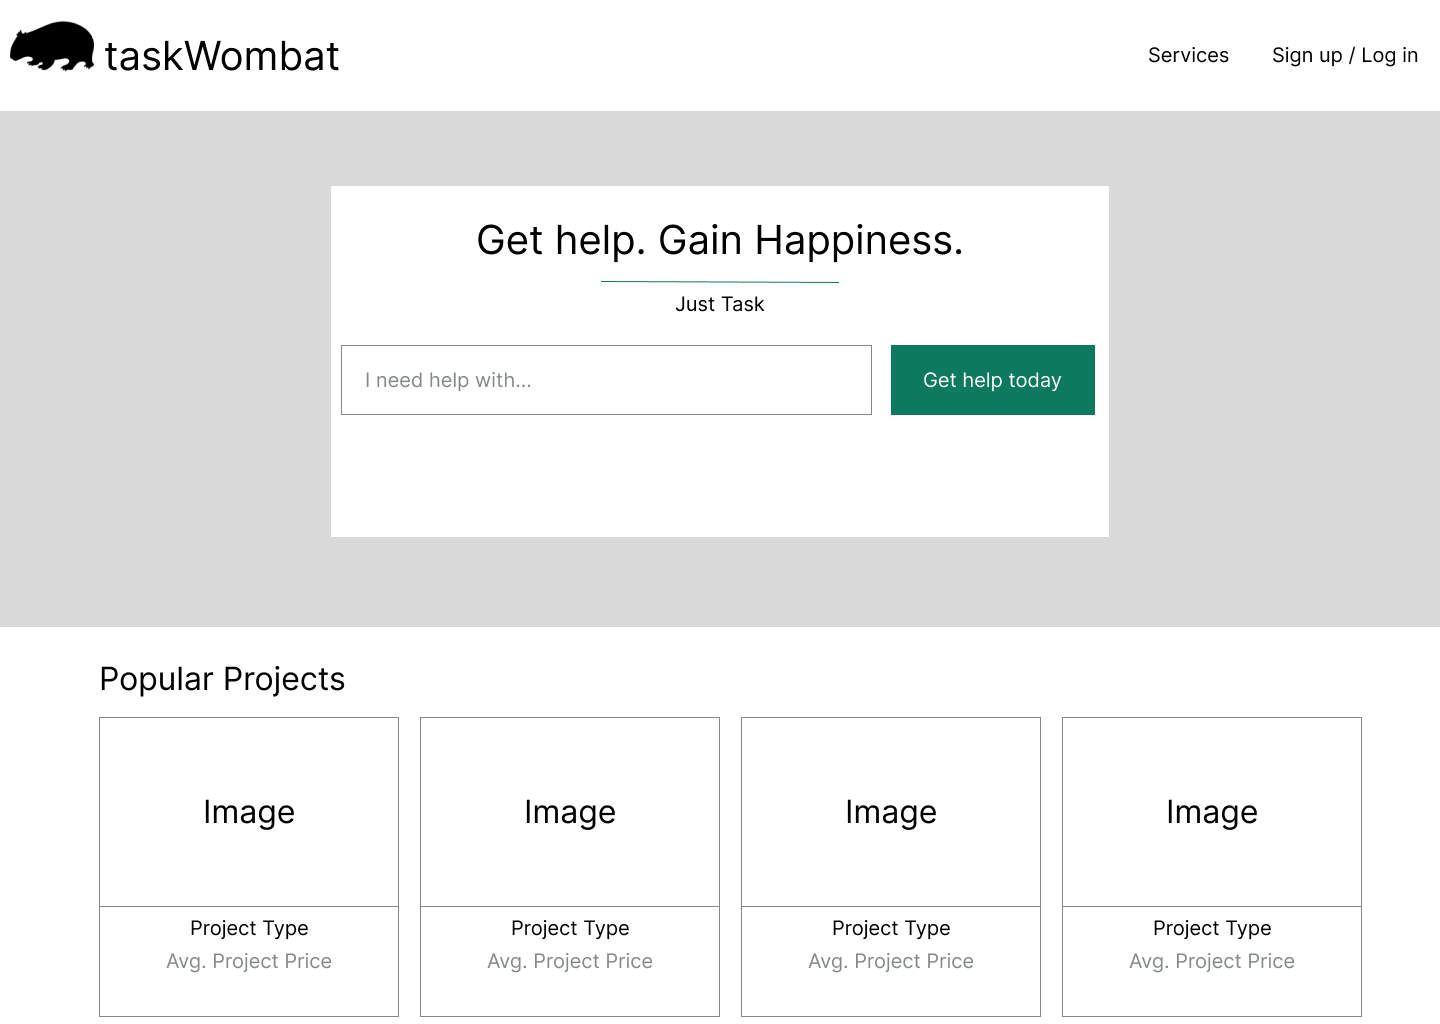 taskWombat
Services
Sign up / Log in
Get help. Gain Happiness.
Just Task
I need help with...
Get help today
Popular Projects
Image
Image
Image
Image
Project Type
Project Type
Project Type
Project Type
Avg. Project Price
Avg. Project Price
Avg. Project Price
Avg. Project Price